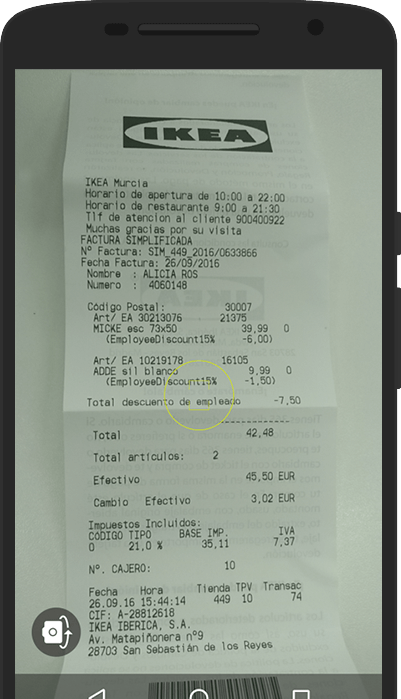 IKEA
IKEA Murcia
Horario de apertura de 10:00 a 22:00
Horario de restaurante 9:00 a 21:30
Tlf de atencion al cliente 900400922
Muchas gracias por su visita
FACTURA SIMPLIFICADA
Nº Factura: SIM_449_2016/0633866
Fecha Factura: 26/09/2016
Nombre : ALICIA ROS
Numero : 4060148
Código Postal: 30007
Art/ EA 30213076 21375
MICKE esc 73x50 39,99 0
(EmployeeDiscount15% -6,00)
Art/ EA 10219178 16105
ADDE sil blanco 9,99 0
(EmployeeDiscount15% -1,50)
Total descuento de empleado -7,50
Total 42,48
Total artículos: 2
Efectivo 45,50 EUR
Cambio Efectivo 3,02 EUR
Impuestos Incluidos:
CÓDIGO TIPO BASE IMP. IVA
0 21,0 % 35,11 7,37
Nº. CAJERO: 10
Fecha Hora Tienda TPV Transac
26.09.16 15:44:14 449 10 74
CIF: A-28812618
IKEA IBERICA, S.A.
Av. Matapiñonera nº9
28703 San Sebastián de los Reyes